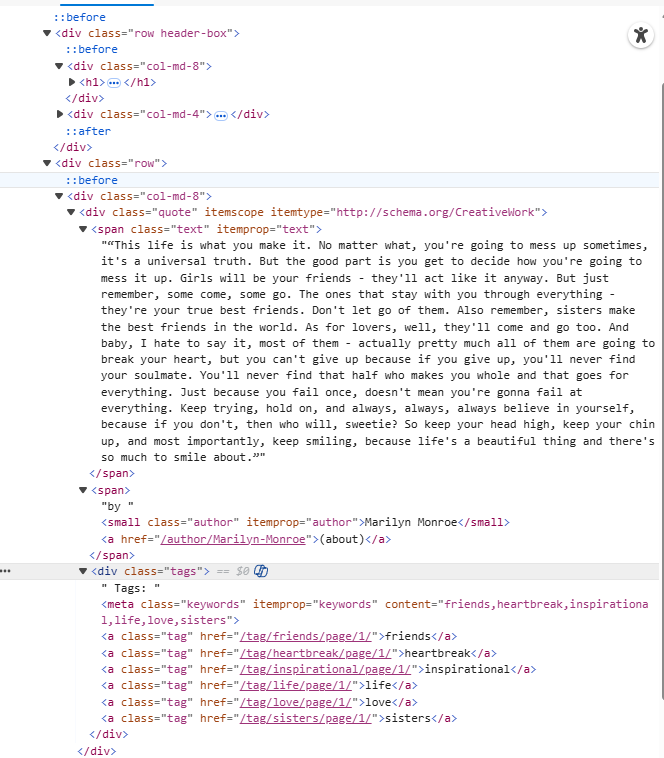 ::before
<div class="row header-box">
::before
<div class="col-md-8">
<h1>⋯</h1>
</div>
<div class="col-md-4">⋯</div>
::after
</div>
<div class="row">
::before
<div class="col-md-8">
<div class="quote" itemscope itemtype="http://schema.org/CreativeWork">
<span class="text" itemprop="text">
"“This life is what you make it. No matter what, you're going to mess up sometimes,
it's a universal truth. But the good part is you get to decide how you're going to
mess it up. Girls will be your friends - they'll act like it anyway. But just
remember, some come, some go. The ones that stay with you through everything -
they're your true best friends. Don't let go of them. Also remember, sisters make
the best friends in the world. As for lovers, well, they'll come and go too. And
baby, I hate to say it, most of them - actually pretty much all of them are going to
break your heart, but you can't give up because if you give up, you'll never find
your soulmate. You'll never find that half who makes you whole and that goes for
everything. Just because you fail once, doesn't mean you're gonna fail at
everything. Keep trying, hold on, and always, always, always believe in yourself,
because if you don't, then who will, sweetie? So keep your head high, keep your chin
up, and most importantly, keep smiling, because life's a beautiful thing and there's
so much to smile about.”"
</span>
<span>
"by "
<small class="author" itemprop="author">Marilyn Monroe</small>
<a href="/author/Marilyn-Monroe">(about)</a>
</span>
<div class="tags"> == $0
" Tags: "
<meta class="keywords" itemprop="keywords" content="friends,heartbreak,inspirationa
l,life,love,sisters">
<a class="tag" href="/tag/friends/page/1/">friends</a>
<a class="tag" href="/tag/heartbreak/page/1/">heartbreak</a>
<a class="tag" href="/tag/inspirational/page/1/">inspirational</a>
<a class="tag" href="/tag/life/page/1/">life</a>
<a class="tag" href="/tag/love/page/1/">love</a>
<a class="tag" href="/tag/sisters/page/1/">sisters</a>
</div>
</div>